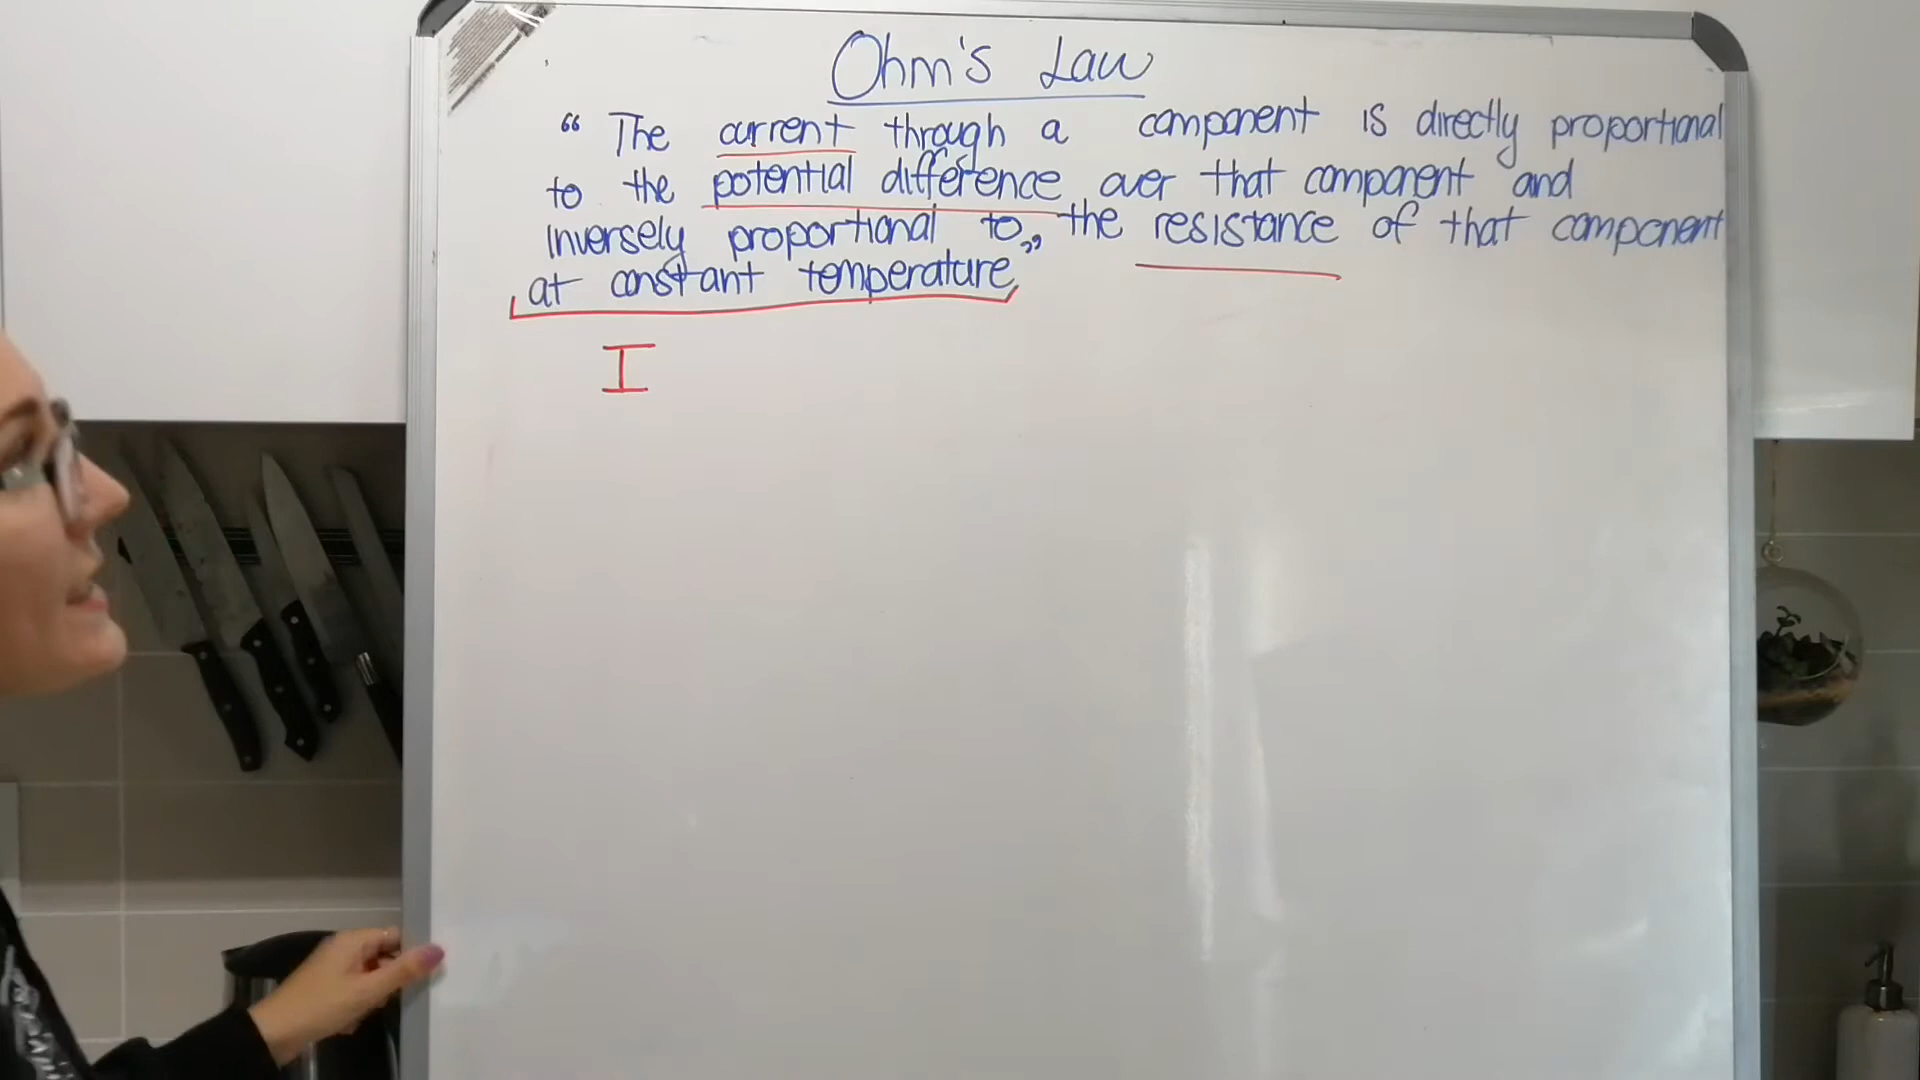 Ohm's Law
“ The current through a component is directly proportional
to the potential difference over that component and
inversely proportional to,, the resistance of that component
at constant temperature”
I